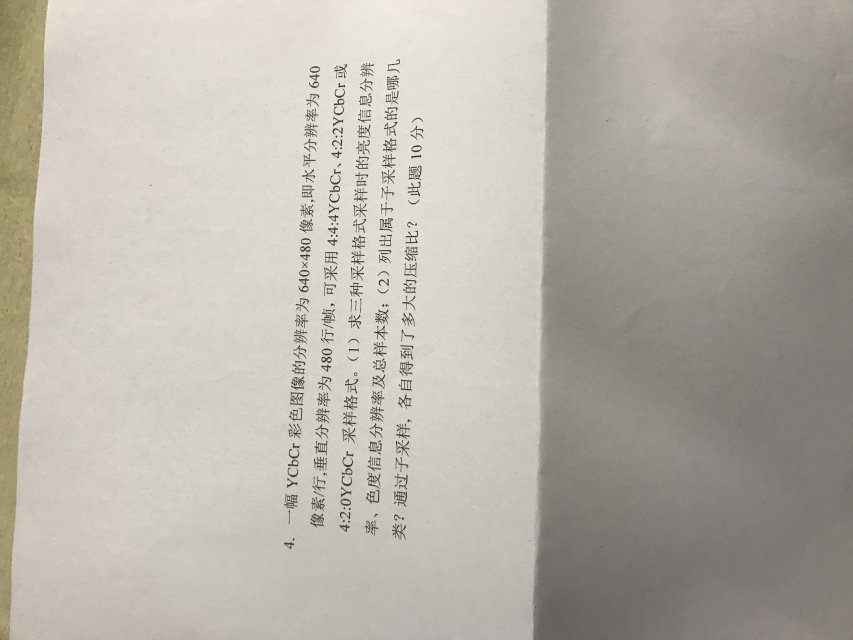 4. 一幅 YCbCr 彩色图像的分辨率为 640×480 像素,即水平分辨率为 640
像素/行,垂直分辨率为 480 行/帧，可采用 4:4:4YCbCr、4:2:2YCbCr 或
4:2:0YCbCr 采样格式。（1）求三种采样格式采样时的亮度信息分辨
率、色度信息分辨率及总样本数；（2）列出属于子采样格式的是哪几
类？通过子采样，各自得到了多大的压缩比？（此题 10 分）